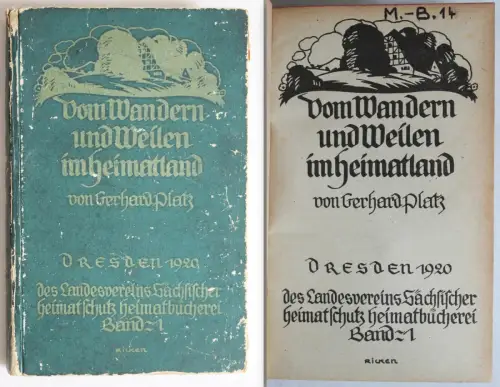 Vom Wandern
und Weilen
im Heimatland
von Gerhard Platz
DRESDEN 1920
des Landesvereins Sächsischer
Heimatschutz Heimatbücherei
Band 1
M.-B. 14
Vom Wandern
und Weilen
im Heimatland
von Gerhard Platz
DRESDEN 1920
des Landesvereins Sächsischer
Heimatschutz Heimatbücherei
Band 1